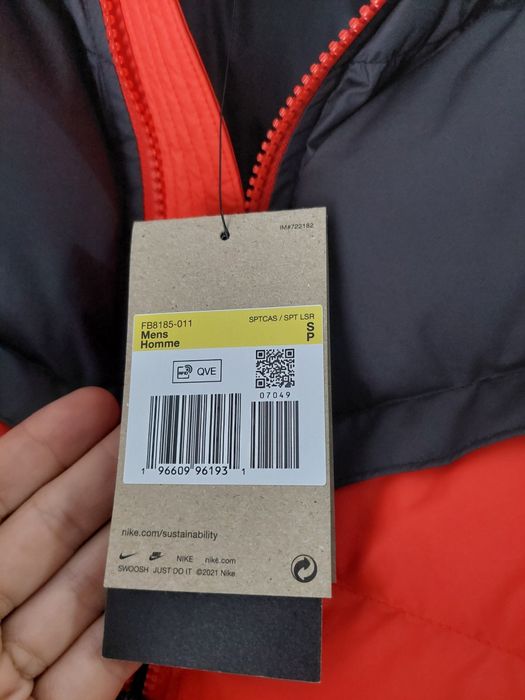 IM#722182
FB8185-011
SPTCAS / SPT LSR
Mens
S
Homme
P
QVE
07049
1 96609 96193 1
nike.com/sustainability
NIKE nike.com
SWOOSH JUST DO IT ©2021 Nike